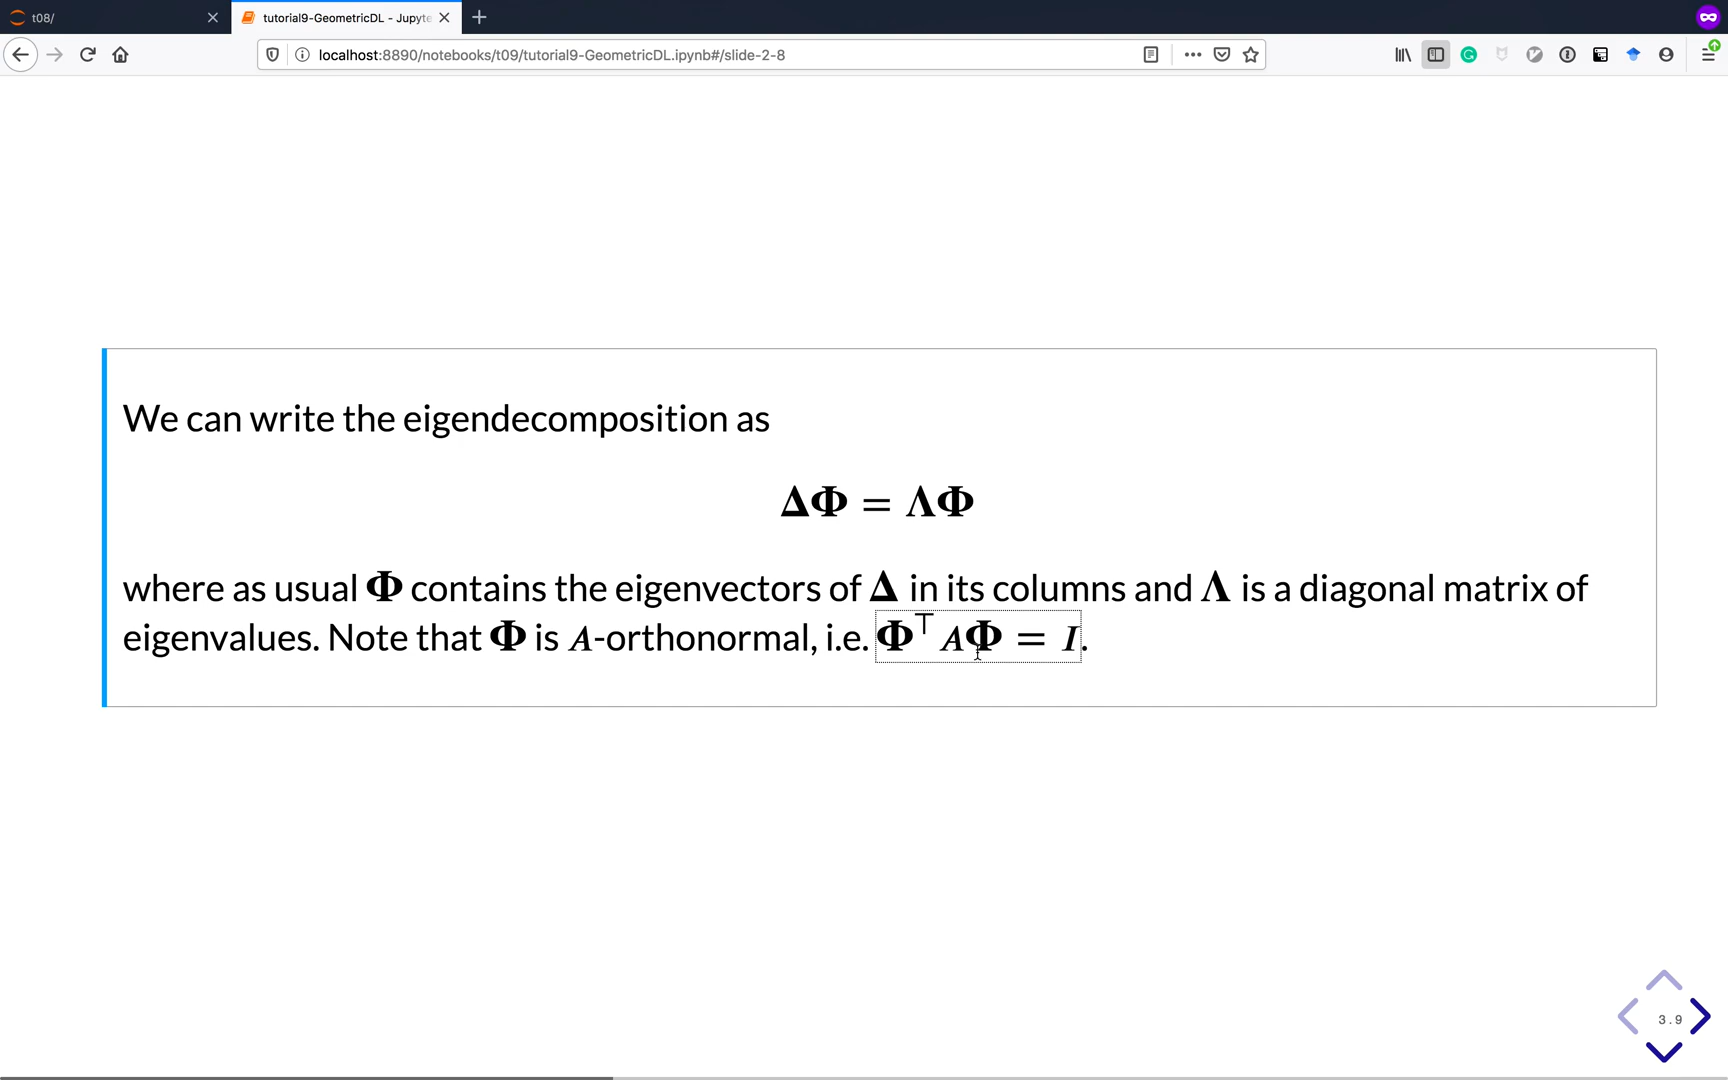 t08/
tutorial9-GeometricDL - Jupyte
localhost:8890/notebooks/t09/tutorial9-GeometricDL.ipynb#/slide-2-8
We can write the eigendecomposition as
ΔΦ = ΛΦ
where as usual Φ contains the eigenvectors of Δ in its columns and Λ is a diagonal matrix of
eigenvalues. Note that Φ is A-orthonormal, i.e. Φ⊤AΦ = I.
3.9